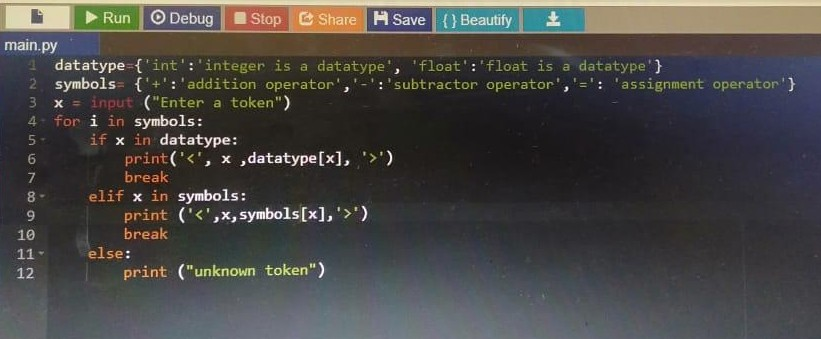 Run Debug Stop Share Save {} Beautify
main.py
1 datatype={'int':'integer is a datatype', 'float':'float is a datatype'}
2 symbols= {'+':'addition operator','-':'subtractor operator','=': 'assignment operator'}
3 x = input ("Enter a token")
4 for i in symbols:
5     if x in datatype:
6         print('<', x ,datatype[x], '>')
7         break
8     elif x in symbols:
9         print ('<',x,symbols[x],'>')
10         break
11     else:
12         print ("unknown token")